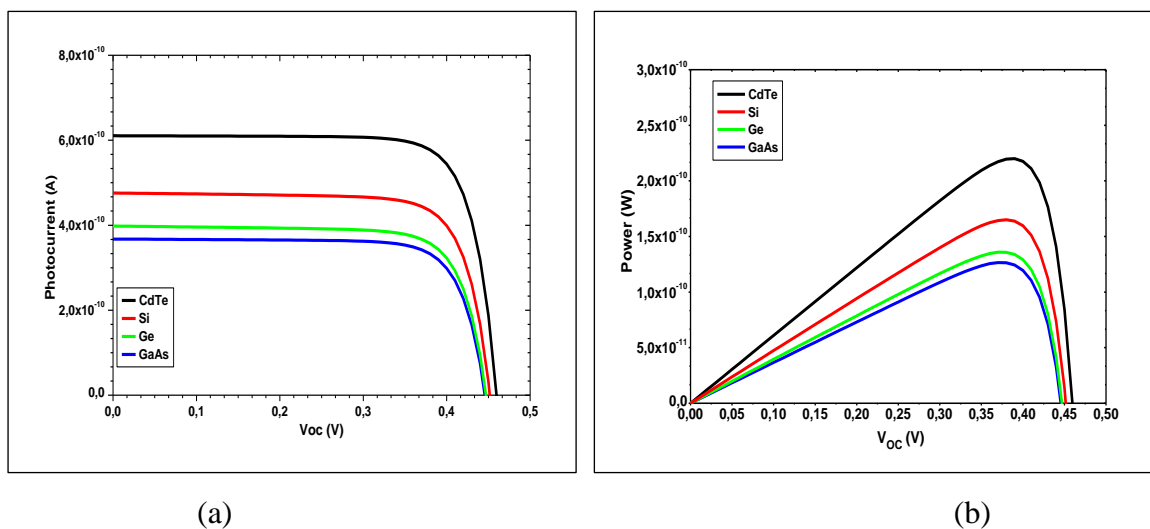 8,0x10⁻¹⁰
6,0x10⁻¹⁰
4,0x10⁻¹⁰
2,0x10⁻¹⁰
0,0
Photocurrent (A)
CdTe
Si
Ge
GaAs
0,0 0,1 0,2 0,3 0,4 0,5
Voc (V)
(a)
3,0x10⁻¹⁰
2,5x10⁻¹⁰
2,0x10⁻¹⁰
1,5x10⁻¹⁰
1,0x10⁻¹⁰
5,0x10⁻¹¹
0,0
Power (W)
CdTe
Si
Ge
GaAs
0,00 0,05 0,10 0,15 0,20 0,25 0,30 0,35 0,40 0,45 0,50
V_OC (V)
(b)